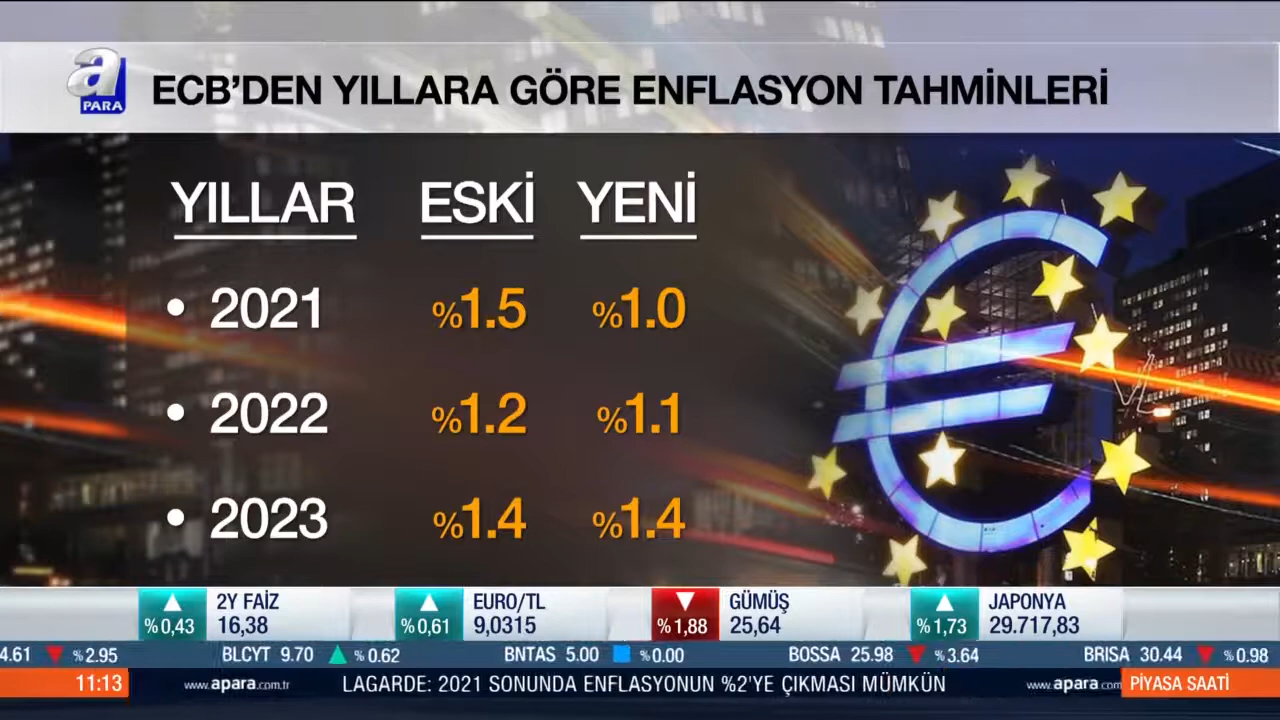 a PARA
ECB'DEN YILLARA GÖRE ENFLASYON TAHMİNLERİ
YILLAR ESKİ YENİ
• 2021 %1.5 %1.0
• 2022 %1.2 %1.1
• 2023 %1.4 %1.4
%0,43 2Y FAİZ 16,38
%0,61 EURO/TL 9,0315
%1,88 GÜMÜŞ 25,64
%1,73 JAPONYA 29.717,83
4.61 %2.95 BLCYT 9.70 %0.62 BNTAS 5.00 %0.00 BOSSA 25.98 %3.64 BRISA 30.44 %0.98
11:13 www.apara.com.tr LAGARDE: 2021 SONUNDA ENFLASYONUN %2'YE ÇIKMASI MÜMKÜN www.apara.com PİYASA SAATİ